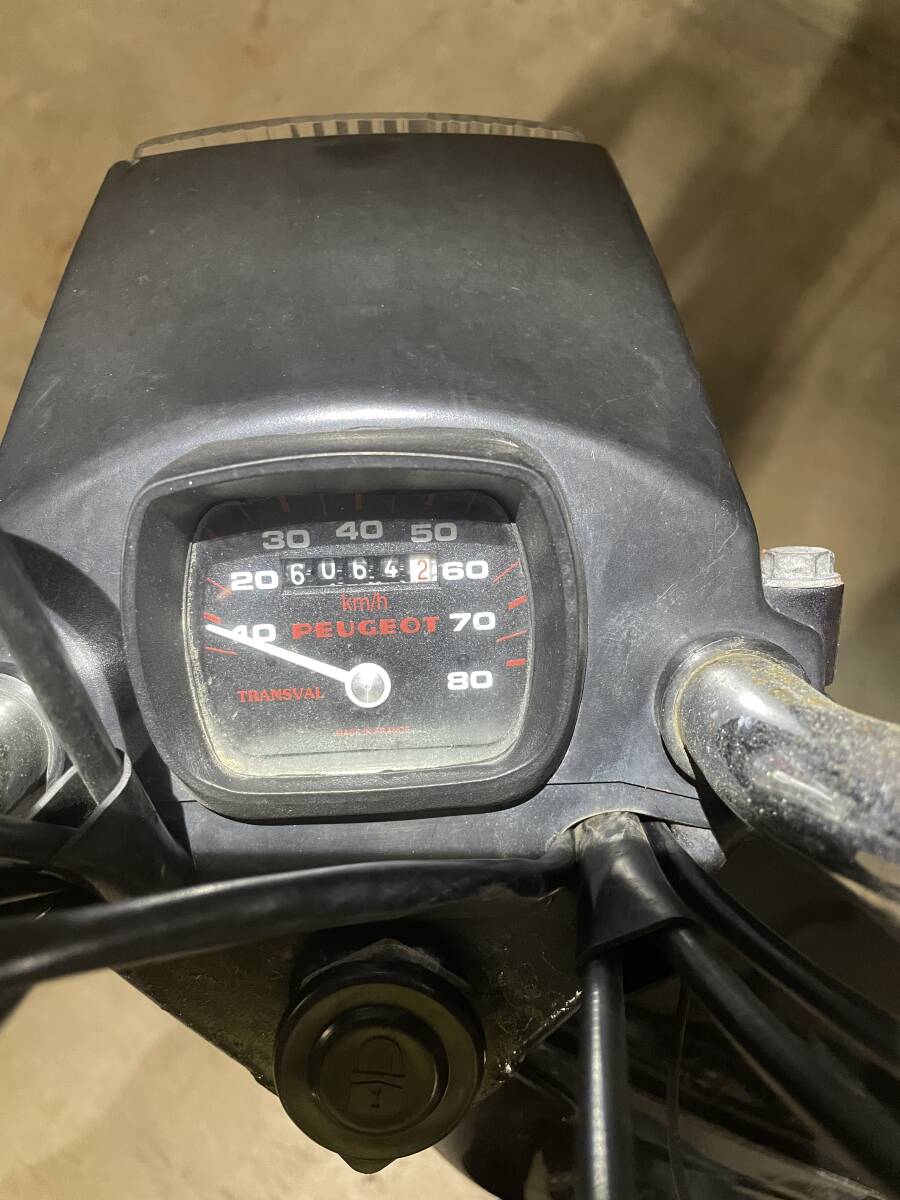 30 40 50
20 6 0 6 4 2 60
km/h
10 PEUGEOT 70
TRANSVAL 80
MADE IN FRANCE